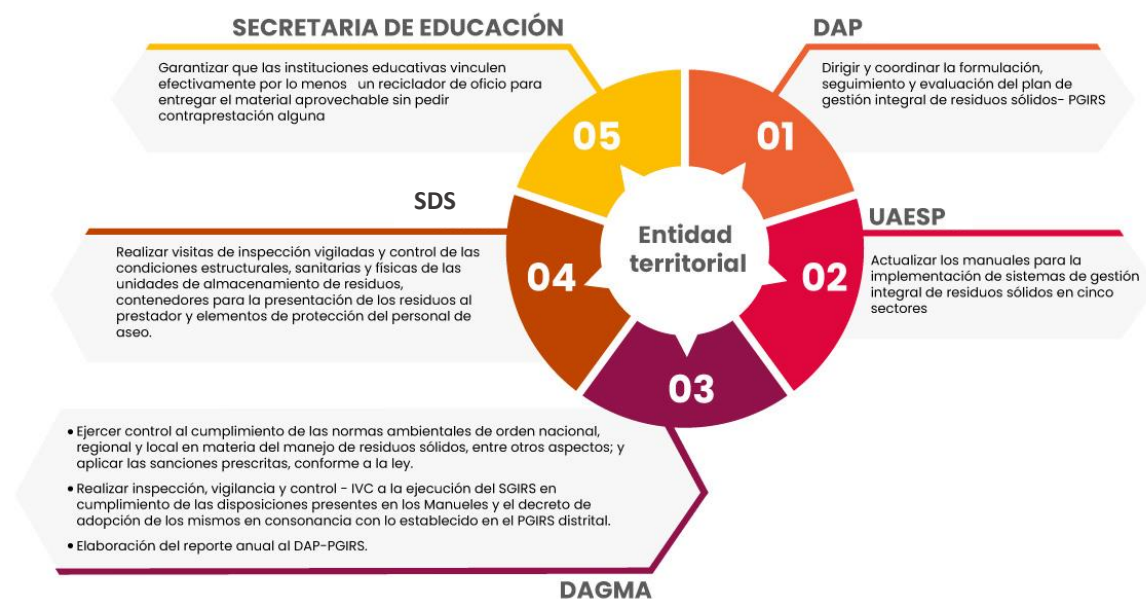 SECRETARIA DE EDUCACIÓN
Garantizar que las instituciones educativas vinculen
efectivamente por lo menos un reciclador de oficio para
entregar el material aprovechable sin pedir
contraprestación alguna
05
DAP
Dirigir y coordinar la formulación,
seguimiento y evaluación del plan de
gestión integral de residuos sólidos- PGIRS
01
Entidad
territorial
UAESP
Actualizar los manuales para la
implementación de sistemas de gestión
integral de residuos sólidos en cinco
sectores
02
SDS
Realizar visitas de inspección vigiladas y control de las
condiciones estructurales, sanitarias y físicas de las
unidades de almacenamiento de residuos,
contenedores para la presentación de los residuos al
prestador y elementos de protección del personal de
aseo.
04
03
• Ejercer control al cumplimiento de las normas ambientales de orden nacional,
regional y local en materia del manejo de residuos sólidos, entre otros aspectos; y
aplicar las sanciones prescritas, conforme a la ley.
• Realizar inspección, vigilancia y control - IVC a la ejecución del SGIRS en
cumplimiento de las disposiciones presentes en los Manueles y el decreto de
adopción de los mismos en consonancia con lo establecido en el PGIRS distrital.
• Elaboración del reporte anual al DAP-PGIRS.
DAGMA